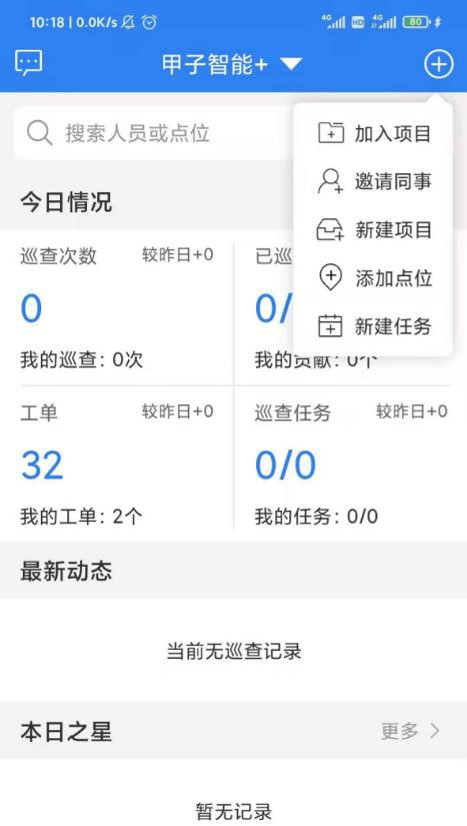 10:18 | 0.0K/s 4G HD 4G 80
甲子智能+
搜索人员或点位
加入项目
邀请同事
新建项目
添加点位
新建任务
今日情况
巡查次数 较昨日+0
0
我的巡查: 0次
已巡
0/
我的贡献: 0个
工单 较昨日+0
32
我的工单: 2个
巡查任务 较昨日+0
0/0
我的任务: 0/0
最新动态
当前无巡查记录
本日之星 更多
暂无记录